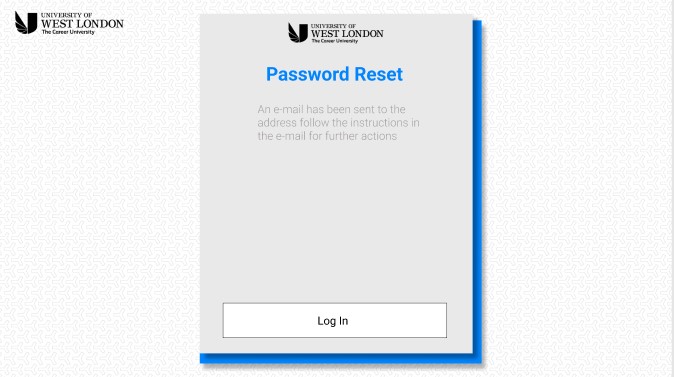 UNIVERSITY OF
WEST LONDON
The Career University
UNIVERSITY OF
WEST LONDON
The Career University
Password Reset
An e-mail has been sent to the
address follow the instructions in
the e-mail for further actions
Log In